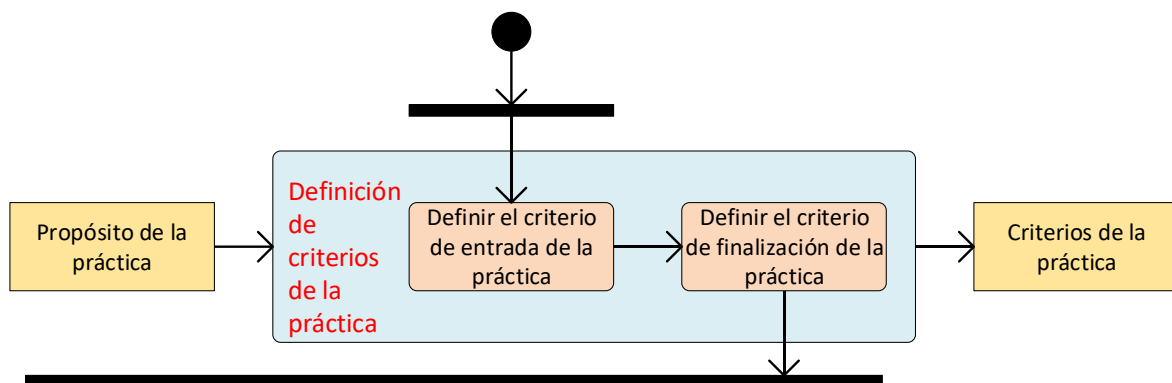 Propósito de la
práctica
Definición
de
criterios
de la
práctica
Definir el criterio
de entrada de la
práctica
Definir el criterio
de finalización de la
práctica
Criterios de la
práctica